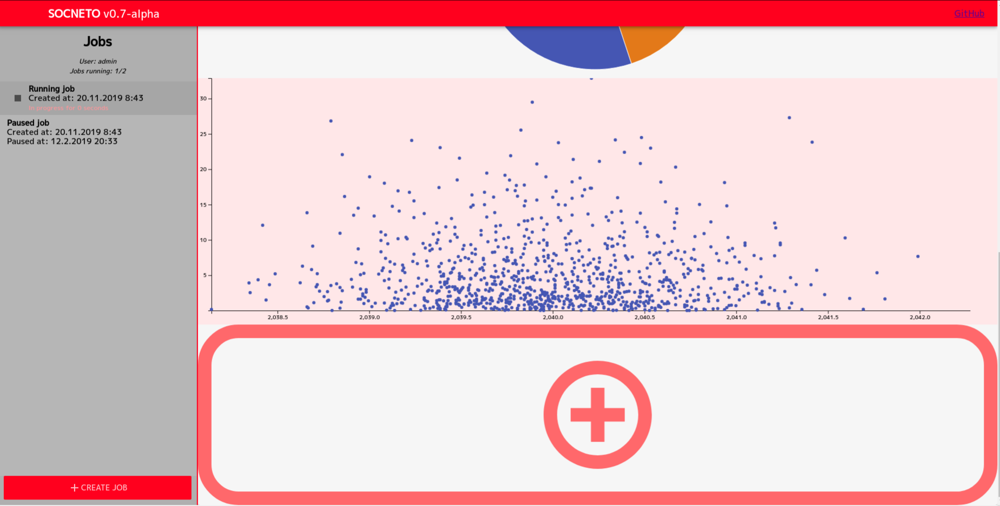 SOCNETO v0.7-alpha
GitHub
Jobs
User: admin
Jobs running: 1/2
Running job
Created at: 20.11.2019 8:43
In progress for 0 seconds
Paused job
Created at: 20.11.2019 8:43
Paused at: 12.2.2019 20:33
+ CREATE JOB
30
25
20
15
10
5
2,038.5 2,039.0 2,039.5 2,040.0 2,040.5 2,041.0 2,041.5 2,042.0